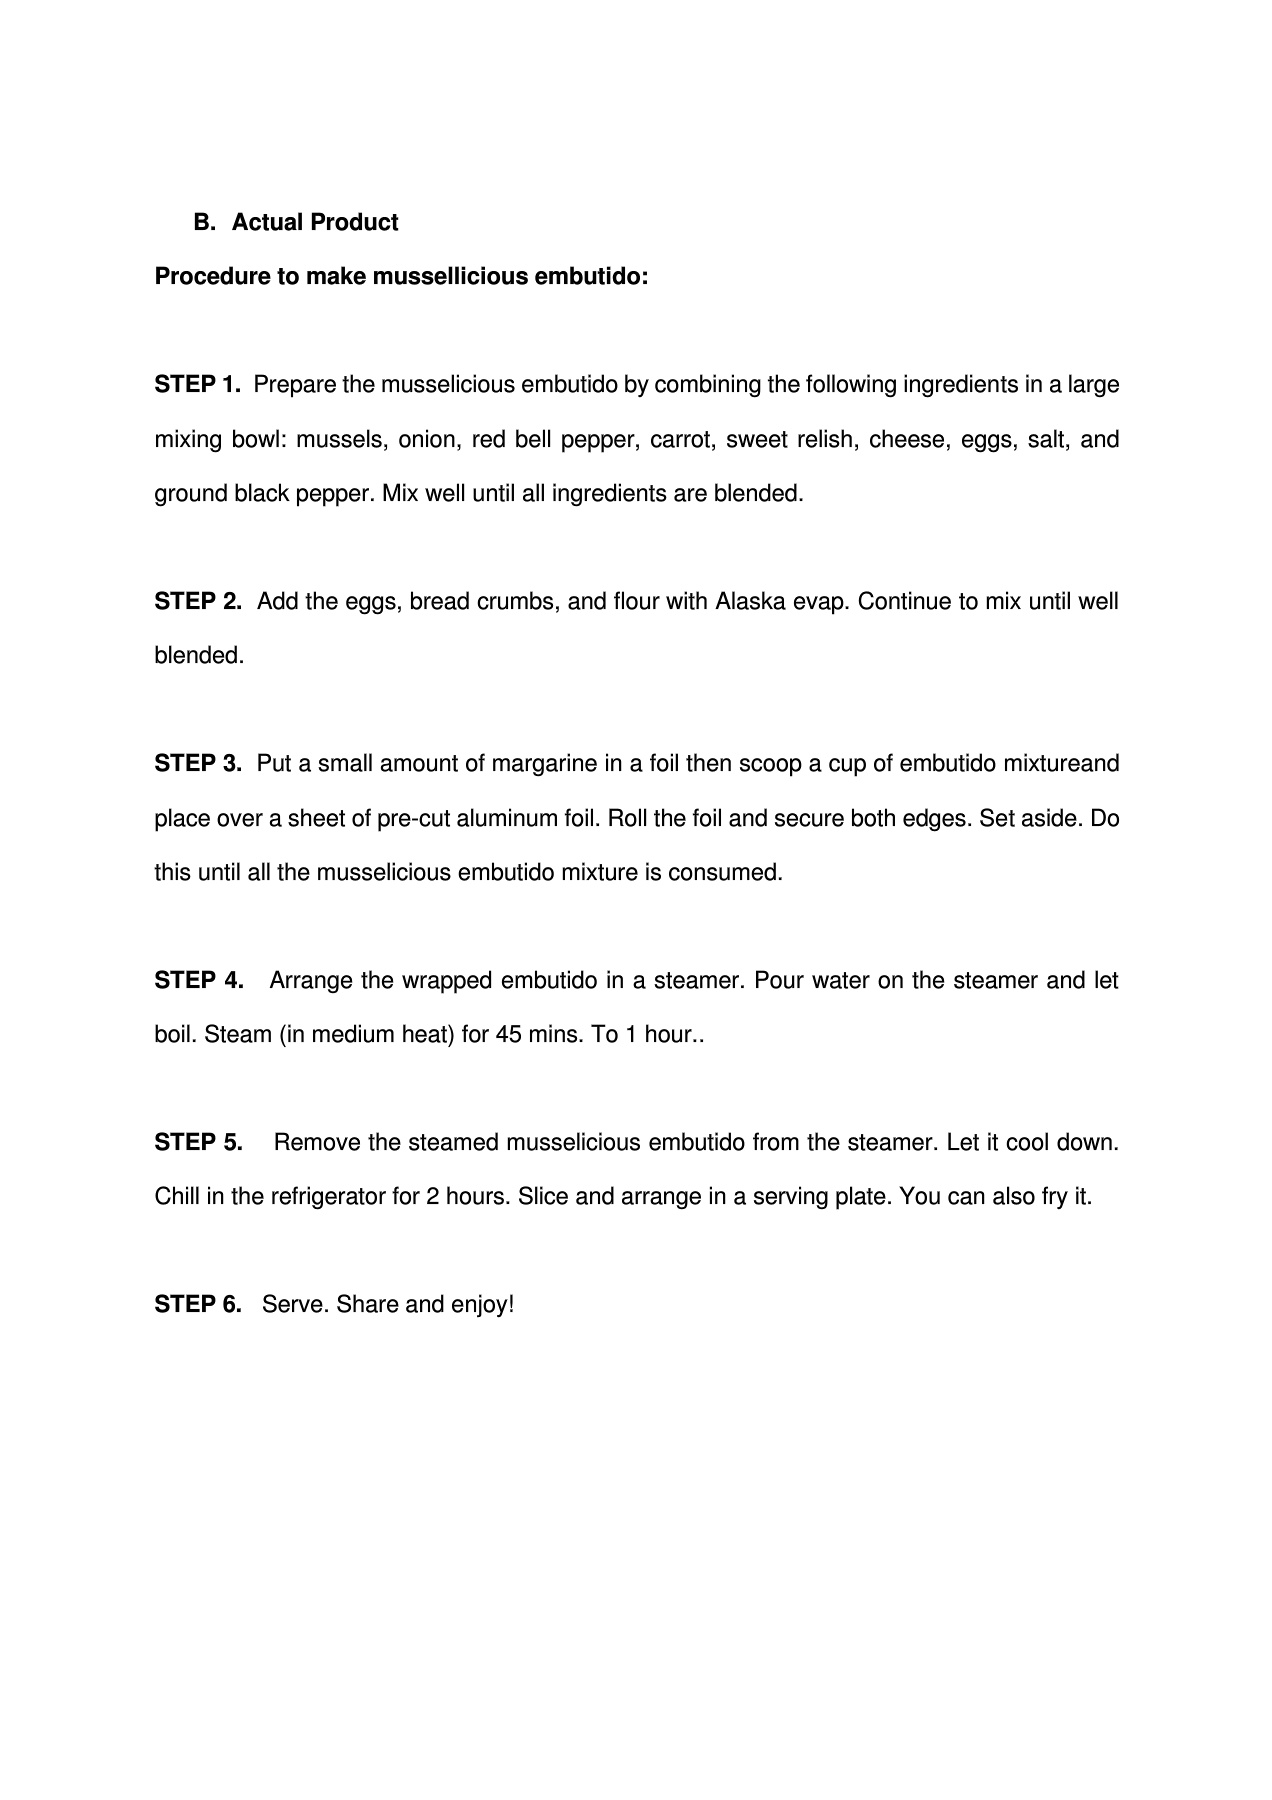 B. Actual Product
Procedure to make mussellicious embutido:
STEP 1. Prepare the musselicious embutido by combining the following ingredients in a large
mixing bowl: mussels, onion, red bell pepper, carrot, sweet relish, cheese, eggs, salt, and
ground black pepper. Mix well until all ingredients are blended.
STEP 2. Add the eggs, bread crumbs, and flour with Alaska evap. Continue to mix until well
blended.
STEP 3. Put a small amount of margarine in a foil then scoop a cup of embutido mixtureand
place over a sheet of pre-cut aluminum foil. Roll the foil and secure both edges. Set aside. Do
this until all the musselicious embutido mixture is consumed.
STEP 4. Arrange the wrapped embutido in a steamer. Pour water on the steamer and let
boil. Steam (in medium heat) for 45 mins. To 1 hour..
STEP 5. Remove the steamed musselicious embutido from the steamer. Let it cool down.
Chill in the refrigerator for 2 hours. Slice and arrange in a serving plate. You can also fry it.
STEP 6. Serve. Share and enjoy!